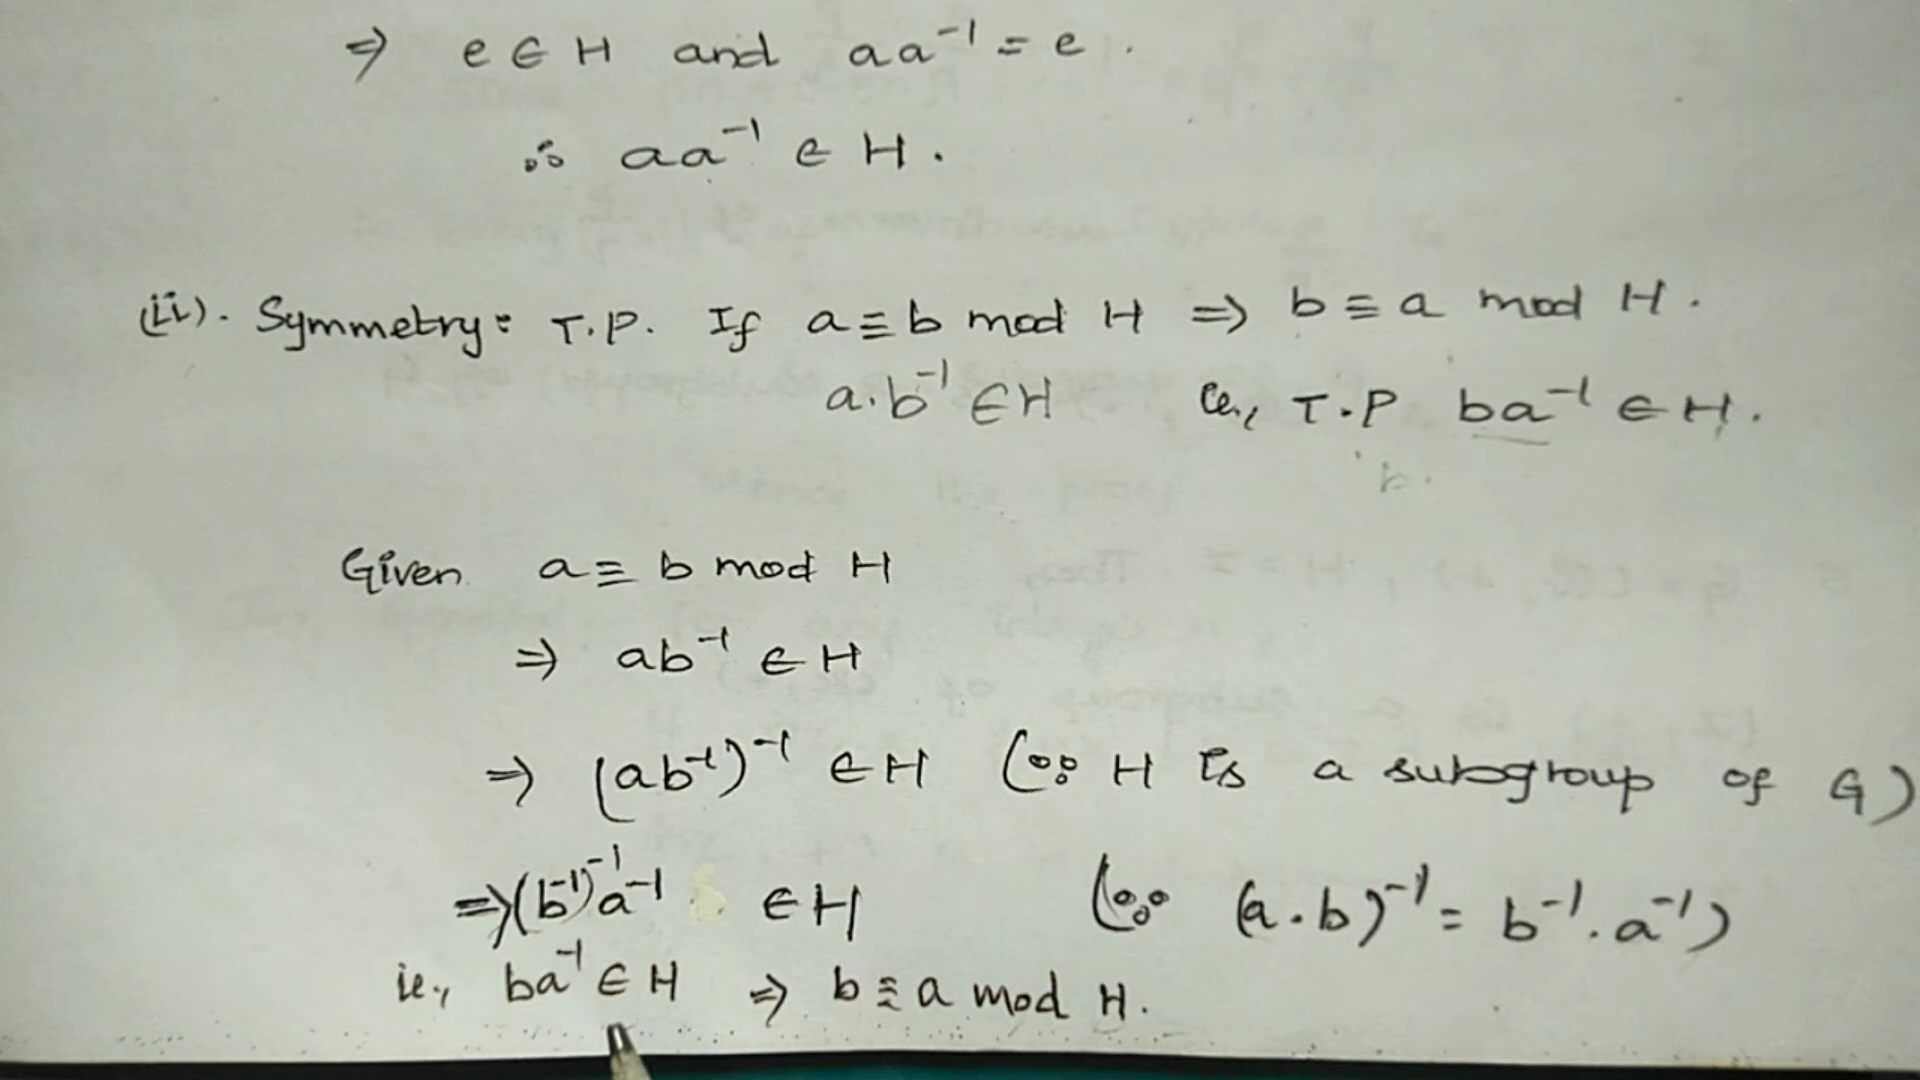 ⇒ e ∈ H and aa⁻¹ = e .
∴ aa⁻¹ ∈ H .
(ii). Symmetry: T.P. If a ≡ b mod H ⇒ b ≡ a mod H .
a.b⁻¹ ∈ H ie., T.P ba⁻¹ ∈ H .
b.
Given a ≡ b mod H
⇒ ab⁻¹ ∈ H
⇒ (ab⁻¹)⁻¹ ∈ H (∵ H is a subgroup of G)
⇒ (b⁻¹)⁻¹a⁻¹ ∈ H (∵ (a.b)⁻¹ = b⁻¹.a⁻¹)
ie., ba⁻¹ ∈ H ⇒ b ≡ a mod H.